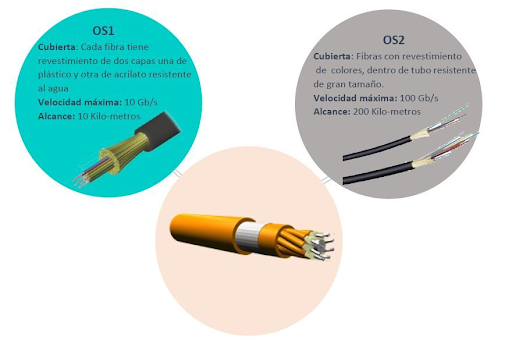 OS1
Cubierta: Cada fibra tiene
revestimiento de dos capas una de
plástico y otra de acrilato resistente
al agua
Velocidad máxima: 10 Gb/s
Alcance: 10 Kilo-metros
OS2
Cubierta: Fibras con revestimiento
de colores, dentro de tubo resistente
de gran tamaño.
Velocidad máxima: 100 Gb/s
Alcance: 200 Kilo-metros